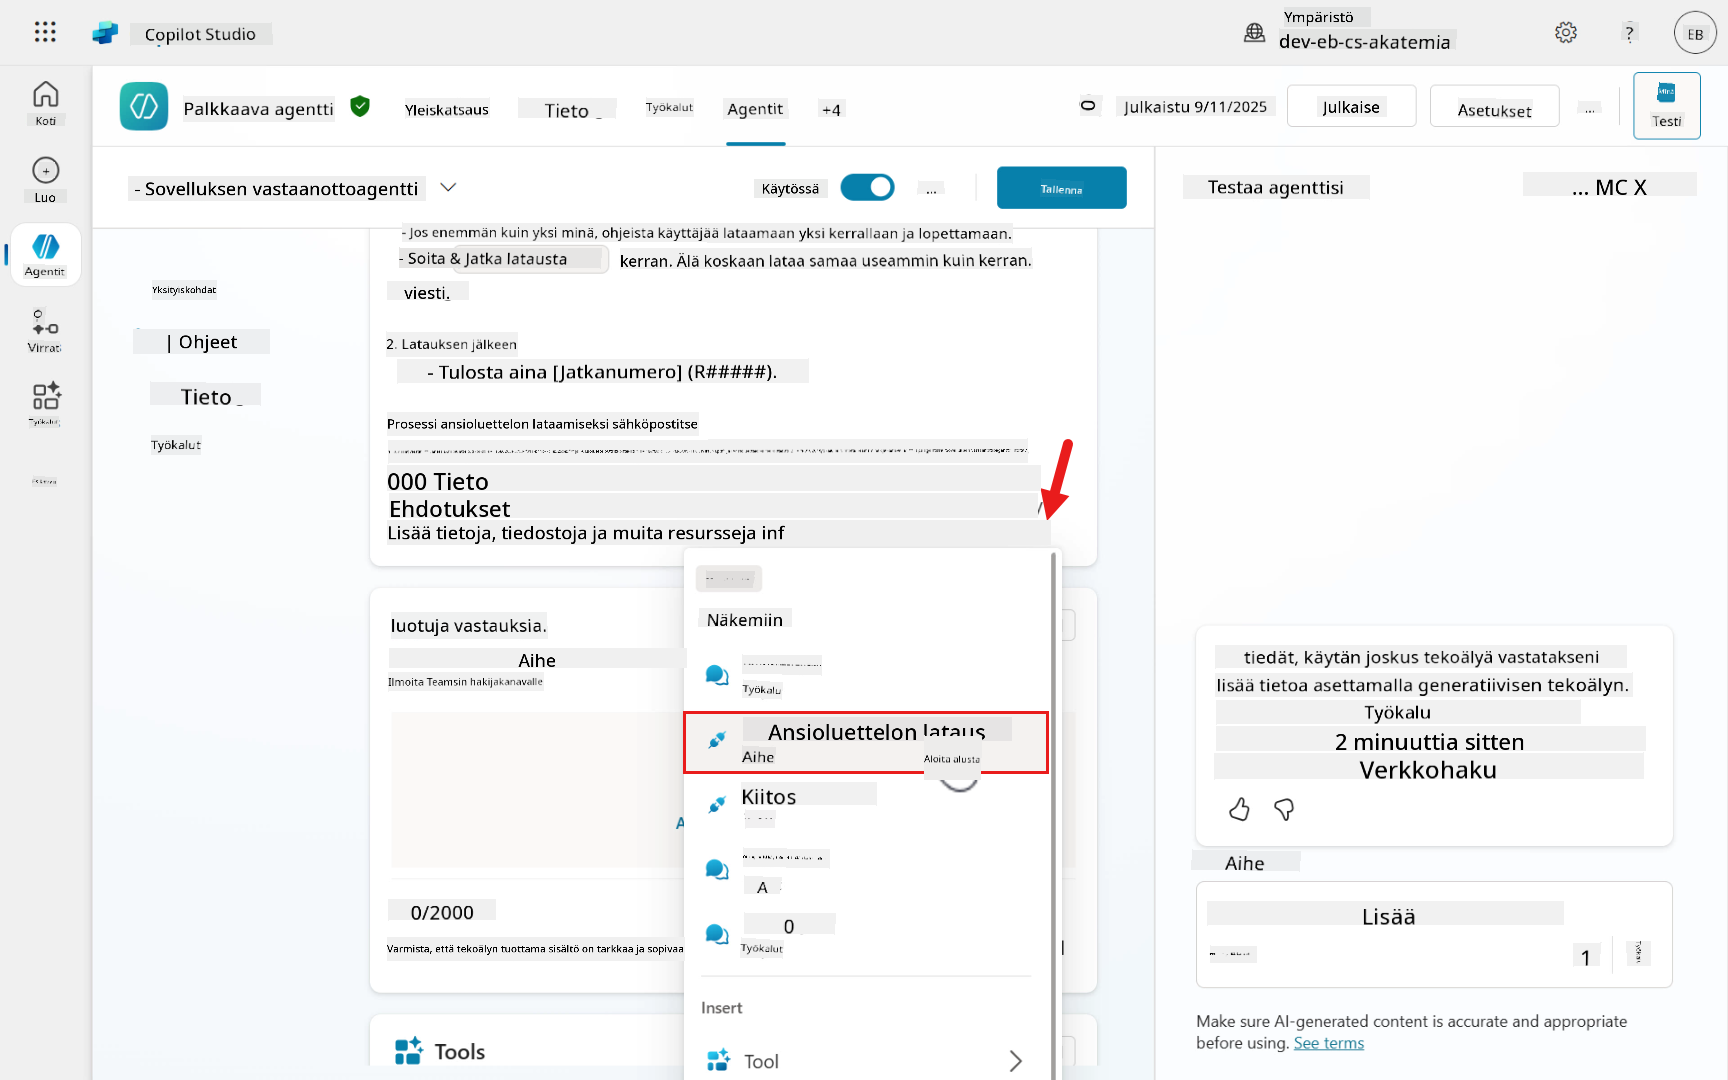 Copilot Studio
Ympäristö
dev-eb-cs-akatemia
?
EB
Koti
Luo
Agentit
Virrat
Työkalut
Palkkaava agentti
Yleiskatsaus
Tieto
Työkalut
Agentit
+4
Julkaistu 9/11/2025
Julkaise
Asetukset
...
Testi
- Sovelluksen vastaanottoagentti
Käytössä
...
Tallenna
Testaa agenttisi
... MC X
Yksityiskohdat
| Ohjeet
Tieto
Työkalut
- Jos enemmän kuin yksi minä, ohjeista käyttäjää lataamaan yksi kerrallaan ja lopettamaan.
- Soita & Jatka latausta kerran. Älä koskaan lataa samaa useammin kuin kerran.
viesti.
2. Latauksen jälkeen
- Tulosta aina [Jatkanumero] (R#####).
Prosessi ansioluettelon lataamiseksi sähköpostitse
000 Tieto
Ehdotukset
Lisää tietoja, tiedostoja ja muita resursseja inf
luotuja vastauksia.
Aihe
Ilmoita Teamsin hakijakanavalle
0/2000
Varmista, että tekoälyn tuottama sisältö on tarkkaa ja sopivaa
Tools
Näkemiin
Työkalu
Ansioluettelon lataus
Aihe
Aloita alusta
Kiitos
A
0
Työkalut
Insert
Tool
tiedät, käytän joskus tekoälyä vastatakseni
lisää tietoa asettamalla generatiivisen tekoälyn.
Työkalu
2 minuuttia sitten
Verkkohaku
Aihe
Lisää
1
Make sure AI-generated content is accurate and appropriate
before using. See terms